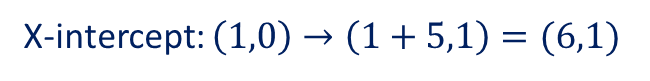 X-intercept: (1,0) → (1 + 5,1) = (6,1)